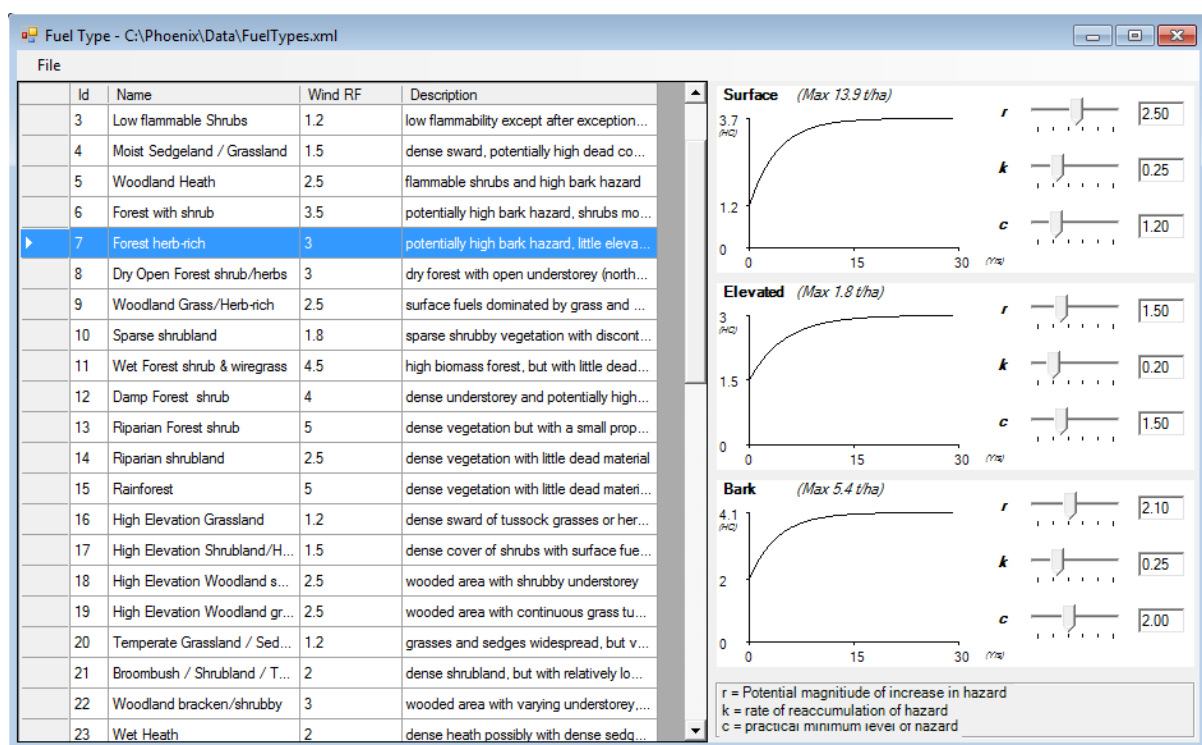 Fuel Type - C:\Phoenix\Data\FuelTypes.xml
File
Id Name Wind RF Description
3 Low flammable Shrubs 1.2 low flammability except after exception...
4 Moist Sedgeland / Grassland 1.5 dense sward, potentially high dead co...
5 Woodland Heath 2.5 flammable shrubs and high bark hazard
6 Forest with shrub 3.5 potentially high bark hazard, shrubs mo...
7 Forest herb-rich 3 potentially high bark hazard, little eleva...
8 Dry Open Forest shrub/herbs 3 dry forest with open understorey (north...
9 Woodland Grass/Herb-rich 2.5 surface fuels dominated by grass and ...
10 Sparse shrubland 1.8 sparse shrubby vegetation with discont...
11 Wet Forest shrub & wiregrass 4.5 high biomass forest, but with little dead...
12 Damp Forest shrub 4 dense understorey and potentially high...
13 Riparian Forest shrub 5 dense vegetation but with a small prop...
14 Riparian shrubland 2.5 dense vegetation with little dead material
15 Rainforest 5 dense vegetation with little dead materi...
16 High Elevation Grassland 1.2 dense sward of tussock grasses or her...
17 High Elevation Shrubland/H... 1.5 dense cover of shrubs with surface fue...
18 High Elevation Woodland s... 2.5 wooded area with shrubby understorey
19 High Elevation Woodland gr... 2.5 wooded area with continuous grass tu...
20 Temperate Grassland / Sed... 1.2 grasses and sedges widespread, but v...
21 Broombush / Shrubland / T... 2 dense shrubland, but with relatively lo...
22 Woodland bracken/shrubby 3 wooded area with varying understorey,...
23 Wet Heath 2 dense heath possibly with dense sedg...
Surface (Max 13.9 t/ha)
3.7
(HG)
1.2
0
0 15 30 (Yrs)
r 2.50
k 0.25
c 1.20
Elevated (Max 1.8 t/ha)
3
(HG)
1.5
0
0 15 30 (Yrs)
r 1.50
k 0.20
c 1.50
Bark (Max 5.4 t/ha)
4.1
(HG)
2
0
0 15 30 (Yrs)
r 2.10
k 0.25
c 2.00
r = Potential magnitiude of increase in hazard
k = rate of reaccumulation of hazard
c = practical minimum level of hazard